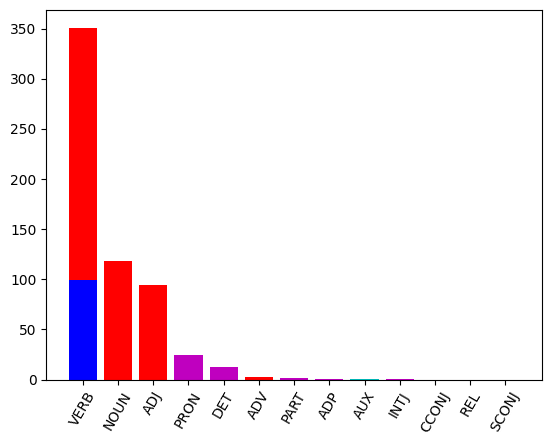 350
300
250
200
150
100
50
0
VERB
NOUN
ADJ
PRON
DET
ADV
PART
ADP
AUX
INTJ
CCONJ
REL
SCONJ